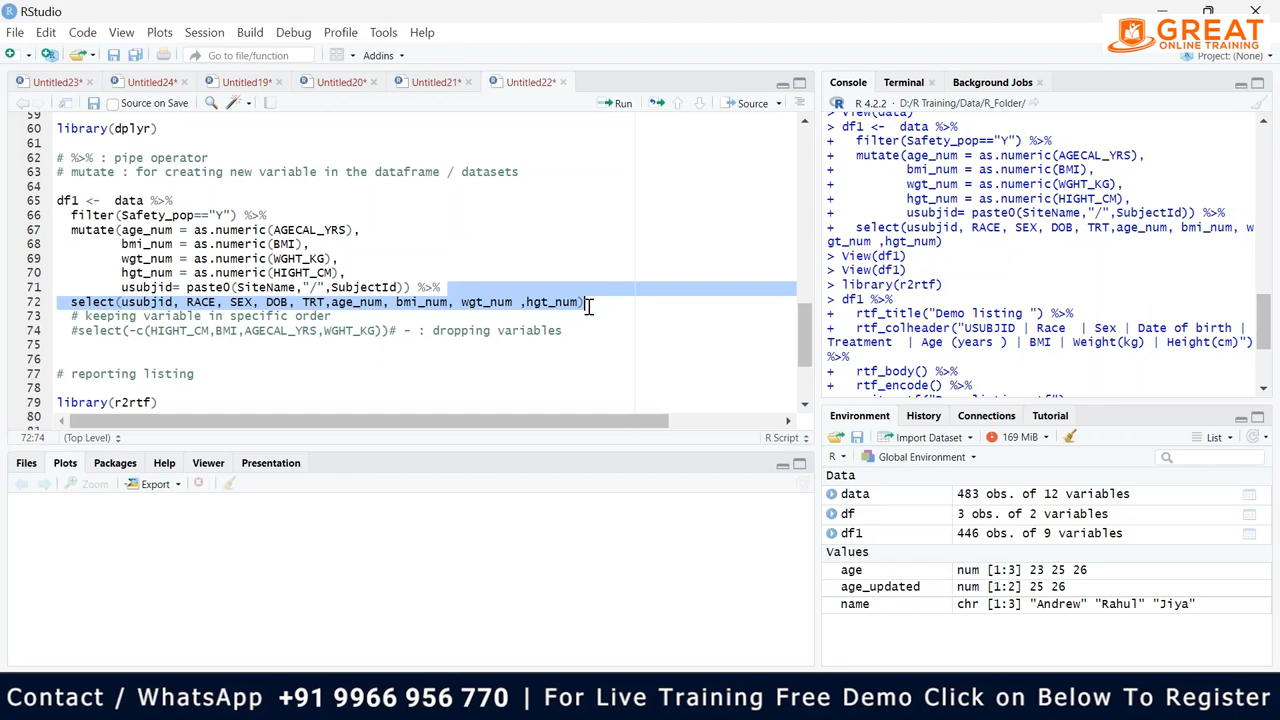 RStudio
GREAT
ONLINE TRAINING
File Edit Code View Plots Session Build Debug Profile Tools Help
Go to file/function
Addins
Project: (None)
Untitled23*
Untitled24*
Untitled19*
Untitled20*
Untitled21*
Untitled22*
Source on Save
Run
Source
59
60 library(dplyr)
61
62 # %>% : pipe operator
63 # mutate : for creating new variable in the dataframe / datasets
64
65 df1 <- data %>%
66 filter(Safety_pop=="Y") %>%
67 mutate(age_num = as.numeric(AGECAL_YRS),
68 bmi_num = as.numeric(BMI),
69 wgt_num = as.numeric(WGHT_KG),
70 hgt_num = as.numeric(HIGHT_CM),
71 usubjid= paste0(SiteName,"/",SubjectId)) %>%
72 select(usubjid, RACE, SEX, DOB, TRT,age_num, bmi_num, wgt_num ,hgt_num)
73 # keeping variable in specific order
74 #select(-c(HIGHT_CM,BMI,AGECAL_YRS,WGHT_KG))# - : dropping variables
75
76
77 # reporting listing
78
79 library(r2rtf)
80
72:74 (Top Level) R Script
Files Plots Packages Help Viewer Presentation
Zoom Export
Console Terminal Background Jobs
R 4.2.2 · D:/R Training/Data/R_Folder/
> View(data)
> df1 <- data %>%
+ filter(Safety_pop=="Y") %>%
+ mutate(age_num = as.numeric(AGECAL_YRS),
+ bmi_num = as.numeric(BMI),
+ wgt_num = as.numeric(WGHT_KG),
+ hgt_num = as.numeric(HIGHT_CM),
+ usubjid= paste0(SiteName,"/",SubjectId)) %>%
+ select(usubjid, RACE, SEX, DOB, TRT,age_num, bmi_num, w
gt_num ,hgt_num)
> View(df1)
> View(df1)
> library(r2rtf)
> df1 %>%
+ rtf_title("Demo listing ") %>%
+ rtf_colheader("USUBJID | Race | Sex | Date of birth |
Treatment | Age (years ) | BMI | Weight(kg) | Height(cm)")
%>%
+ rtf_body() %>%
+ rtf_encode() %>%
Environment History Connections Tutorial
Import Dataset 169 MiB List
R Global Environment
Data
data 483 obs. of 12 variables
df 3 obs. of 2 variables
df1 446 obs. of 9 variables
Values
age num [1:3] 23 25 26
age_updated num [1:2] 25 26
name chr [1:3] "Andrew" "Rahul" "Jiya"
Contact / WhatsApp +91 9966 956 770 | For Live Training Free Demo Click on Below To Register